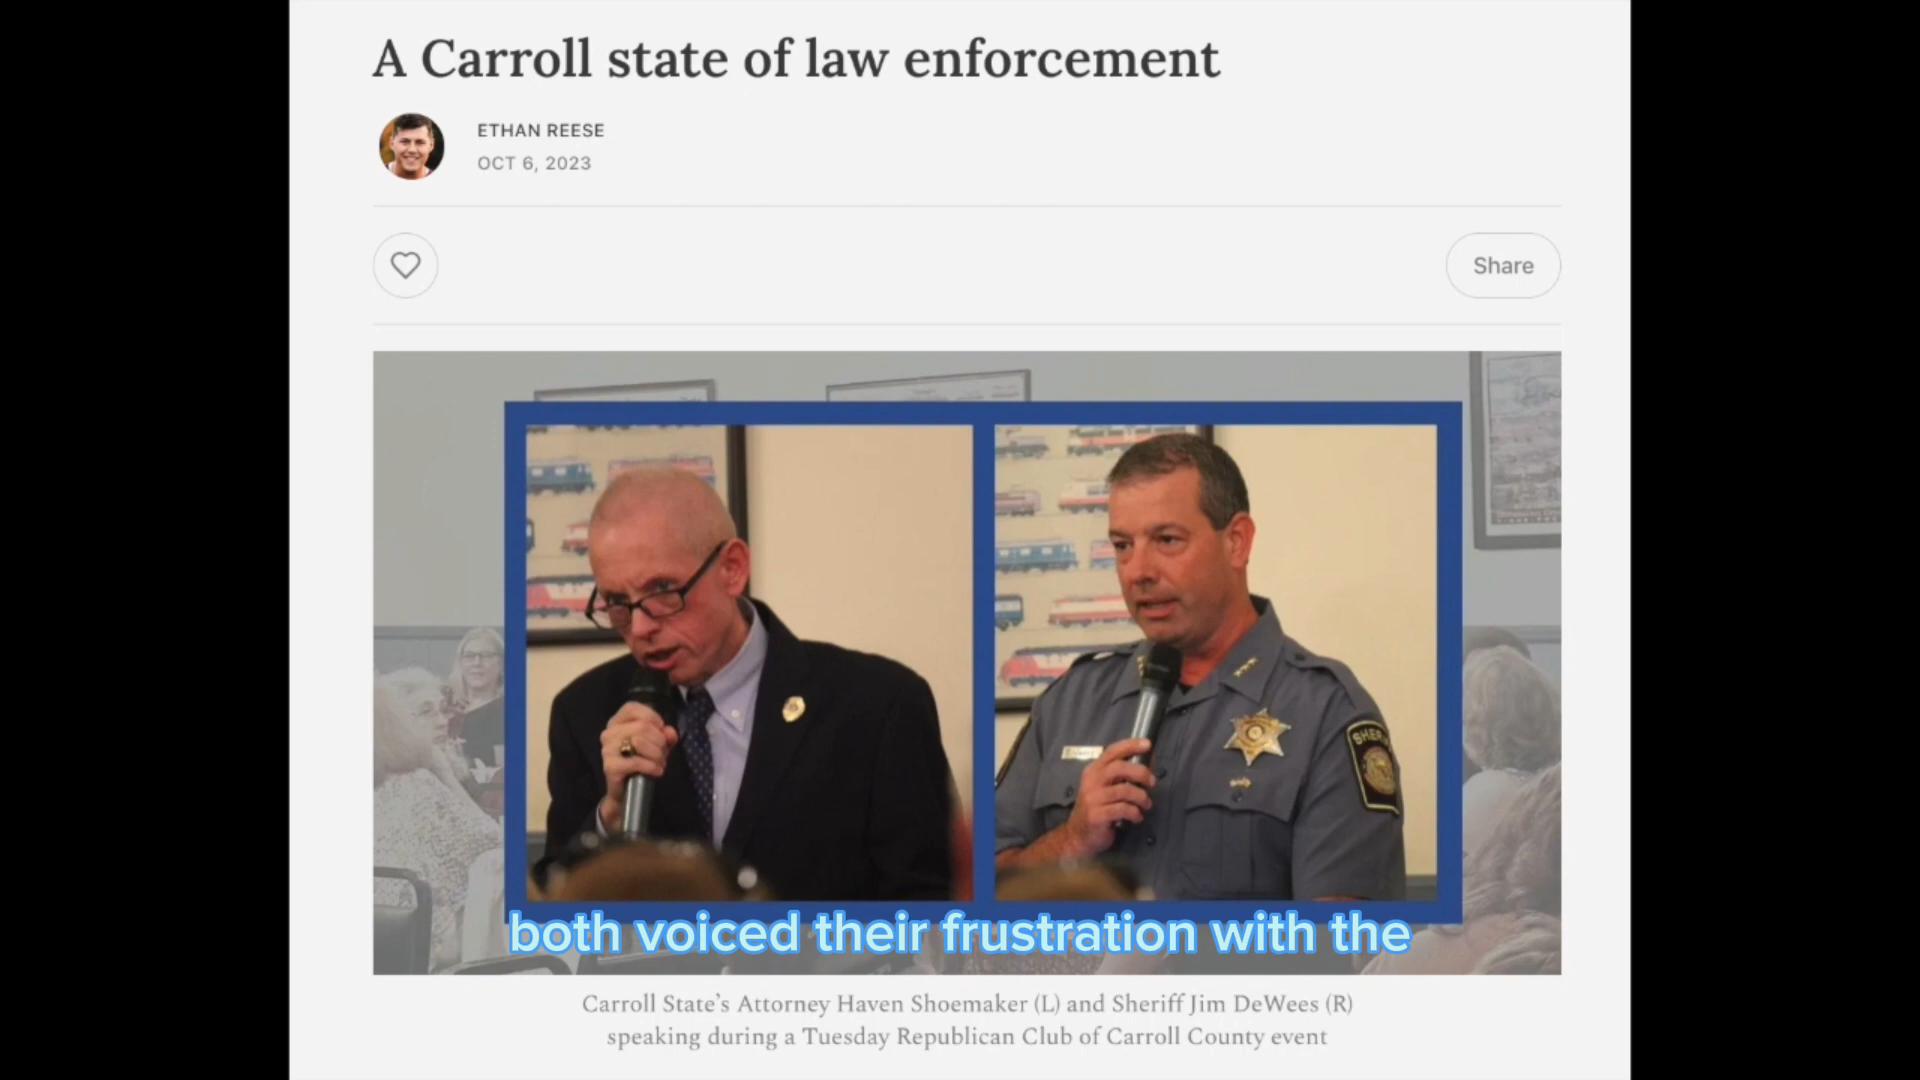 A Carroll state of law enforcement
ETHAN REESE
OCT 6, 2023
Share
SHERI
both voiced their frustration with the
Carroll State's Attorney Haven Shoemaker (L) and Sheriff Jim DeWees (R)
speaking during a Tuesday Republican Club of Carroll County event